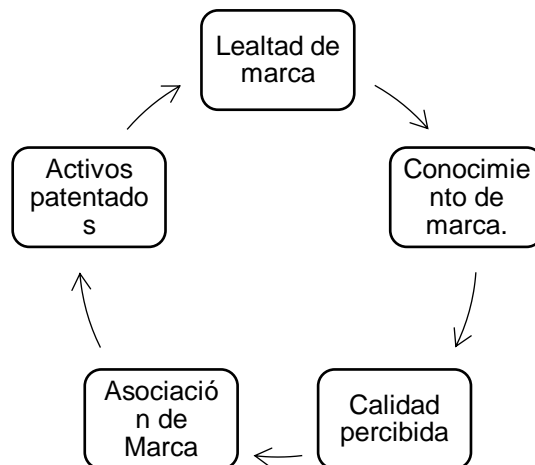 Lealtad de
marca
Conocimie
nto de
marca.
Calidad
percibida
Asociació
n de
Marca
Activos
patentado
s